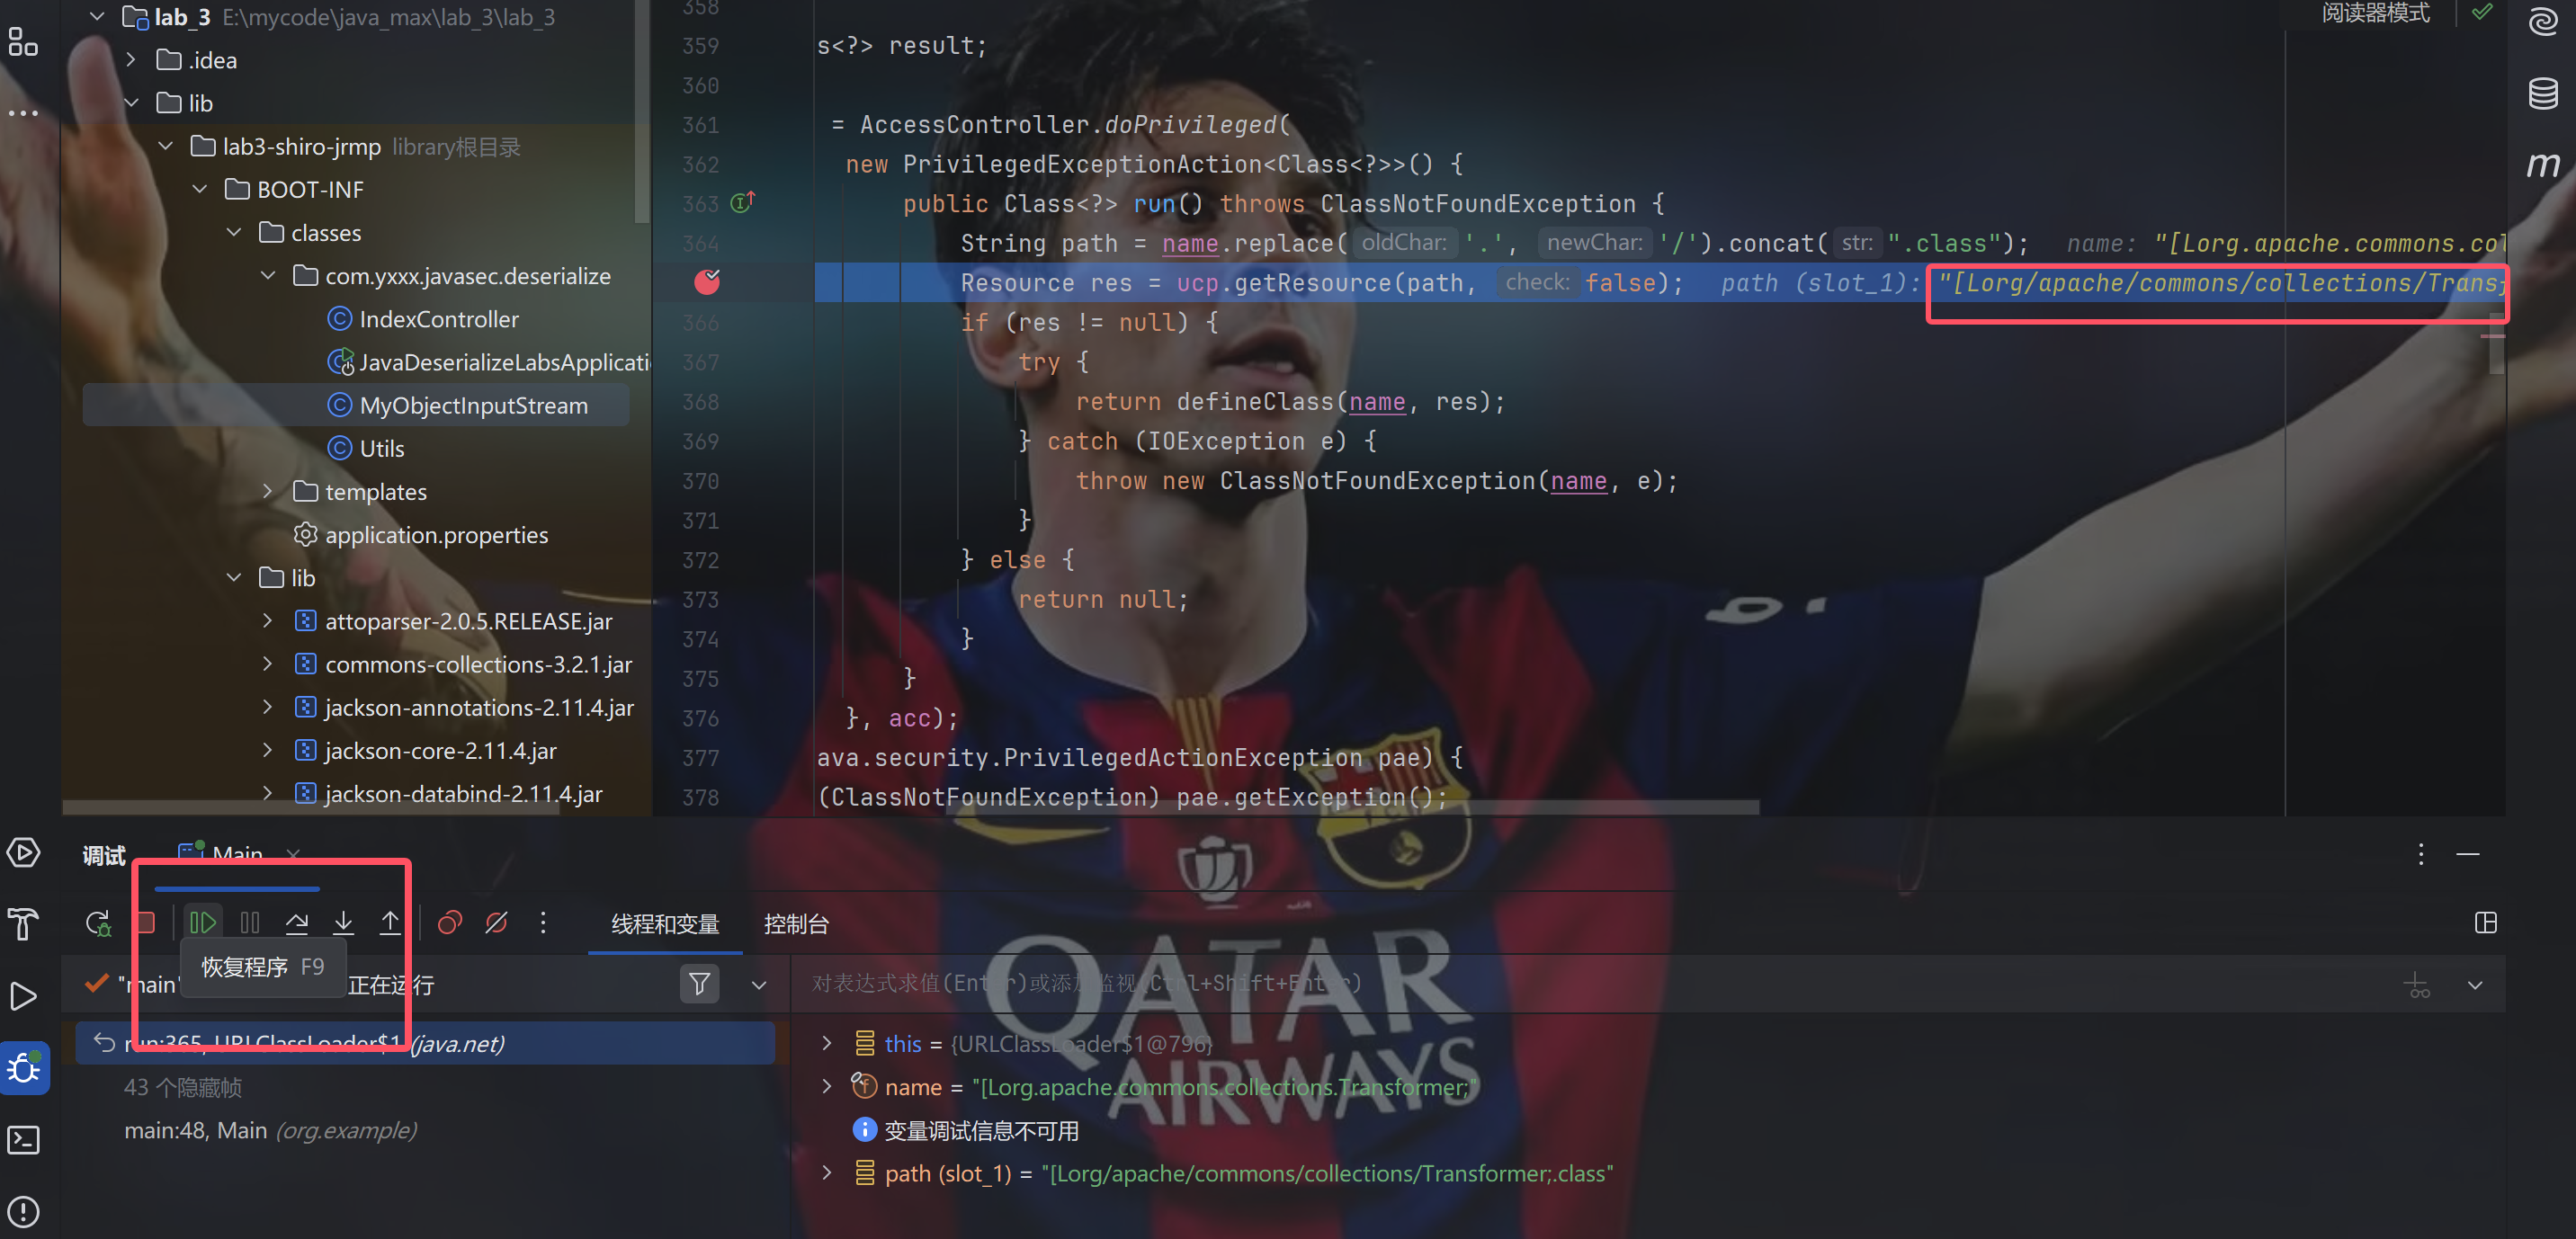 lab_3 E:\mycode\java_max\lab_3\lab_3
.idea
lib
lab3-shiro-jrmp library根目录
BOOT-INF
classes
com.yxxx.javasec.deserialize
IndexController
JavaDeserializeLabsApplicati
MyObjectInputStream
Utils
templates
application.properties
lib
attoparser-2.0.5.RELEASE.jar
commons-collections-3.2.1.jar
jackson-annotations-2.11.4.jar
jackson-core-2.11.4.jar
jackson-databind-2.11.4.jar
阅读器模式
358
359 s<?> result;
360
361 = AccessController.doPrivileged(
362 new PrivilegedExceptionAction<Class<?>>() {
363 public Class<?> run() throws ClassNotFoundException {
364 String path = name.replace( oldChar: '.', newChar: '/').concat( str: ".class"); name: "[Lorg.apache.commons.col
Resource res = ucp.getResource(path, check: false); path (slot_1): "[Lorg/apache/commons/collections/Trans
366 if (res != null) {
367 try {
368 return defineClass(name, res);
369 } catch (IOException e) {
370 throw new ClassNotFoundException(name, e);
371 }
372 } else {
373 return null;
374 }
375 }
376 }, acc);
377 ava.security.PrivilegedActionException pae) {
378 (ClassNotFoundException) pae.getException();
调试 Main
线程和变量 控制台
恢复程序 F9
"main" 正在运行
对表达式求值(Enter)或添加监视(Ctrl+Shift+Enter)
run:365, URLClassLoader$1 (java.net)
43 个隐藏帧
main:48, Main (org.example)
this = {URLClassLoader$1@796}
name = "[Lorg.apache.commons.collections.Transformer;"
变量调试信息不可用
path (slot_1) = "[Lorg/apache/commons/collections/Transformer;.class"
QATAR
AIRWAYS